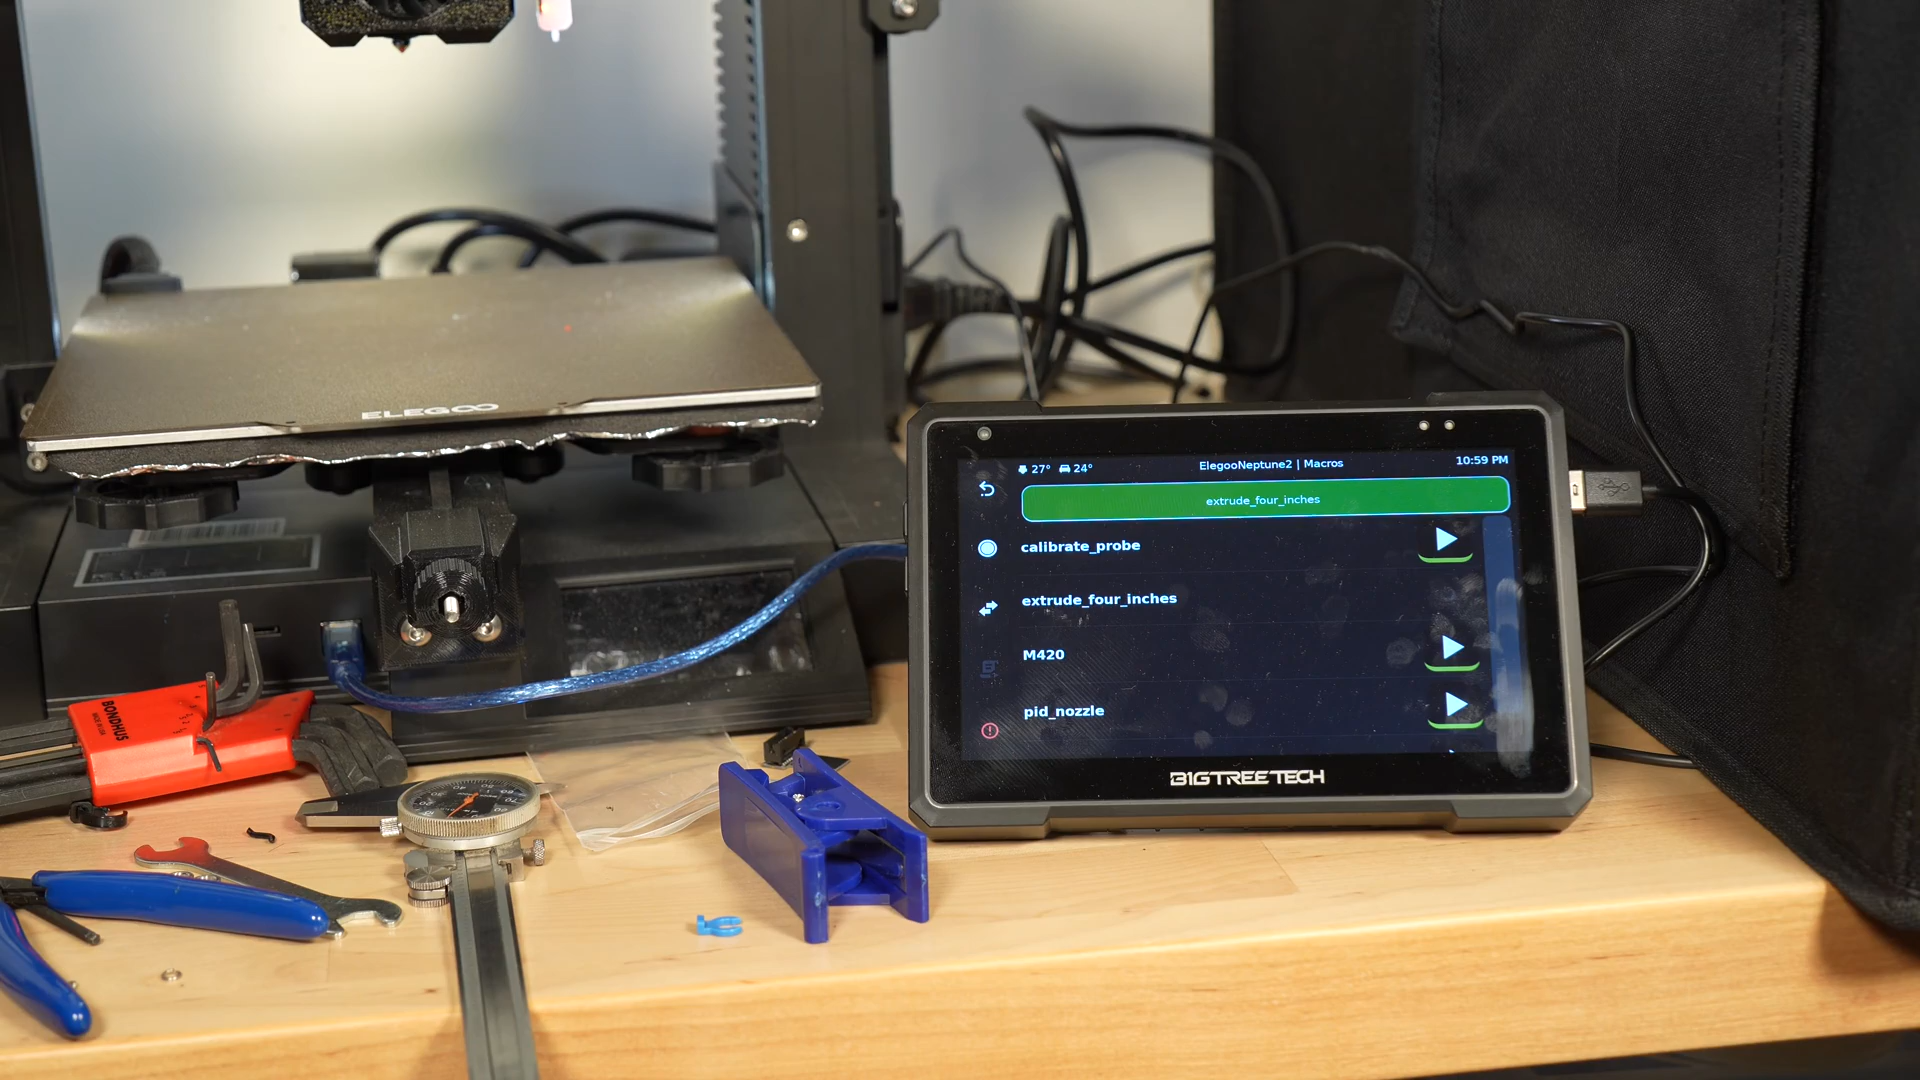 ELEGOO
27° 24°
ElegooNeptune2 | Macros
10:59 PM
extrude_four_inches
calibrate_probe
extrude_four_inches
M420
pid_nozzle
BIGTREETECH
BONDHUS